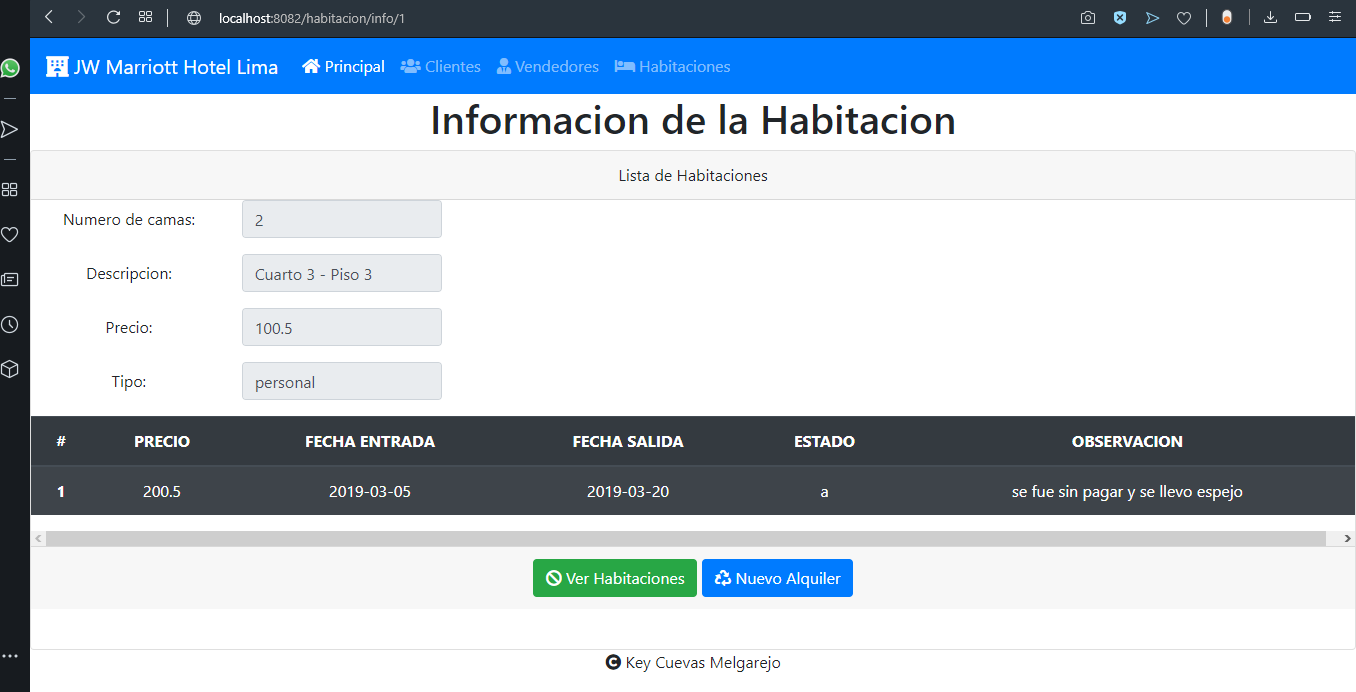 localhost:8082/habitacion/info/1
JW Marriott Hotel Lima Principal Clientes Vendedores Habitaciones
Informacion de la Habitacion
Lista de Habitaciones
Numero de camas: 2
Descripcion: Cuarto 3 - Piso 3
Precio: 100.5
Tipo: personal
# PRECIO FECHA ENTRADA FECHA SALIDA ESTADO OBSERVACION
1 200.5 2019-03-05 2019-03-20 a se fue sin pagar y se llevo espejo
Ver Habitaciones Nuevo Alquiler
Key Cuevas Melgarejo